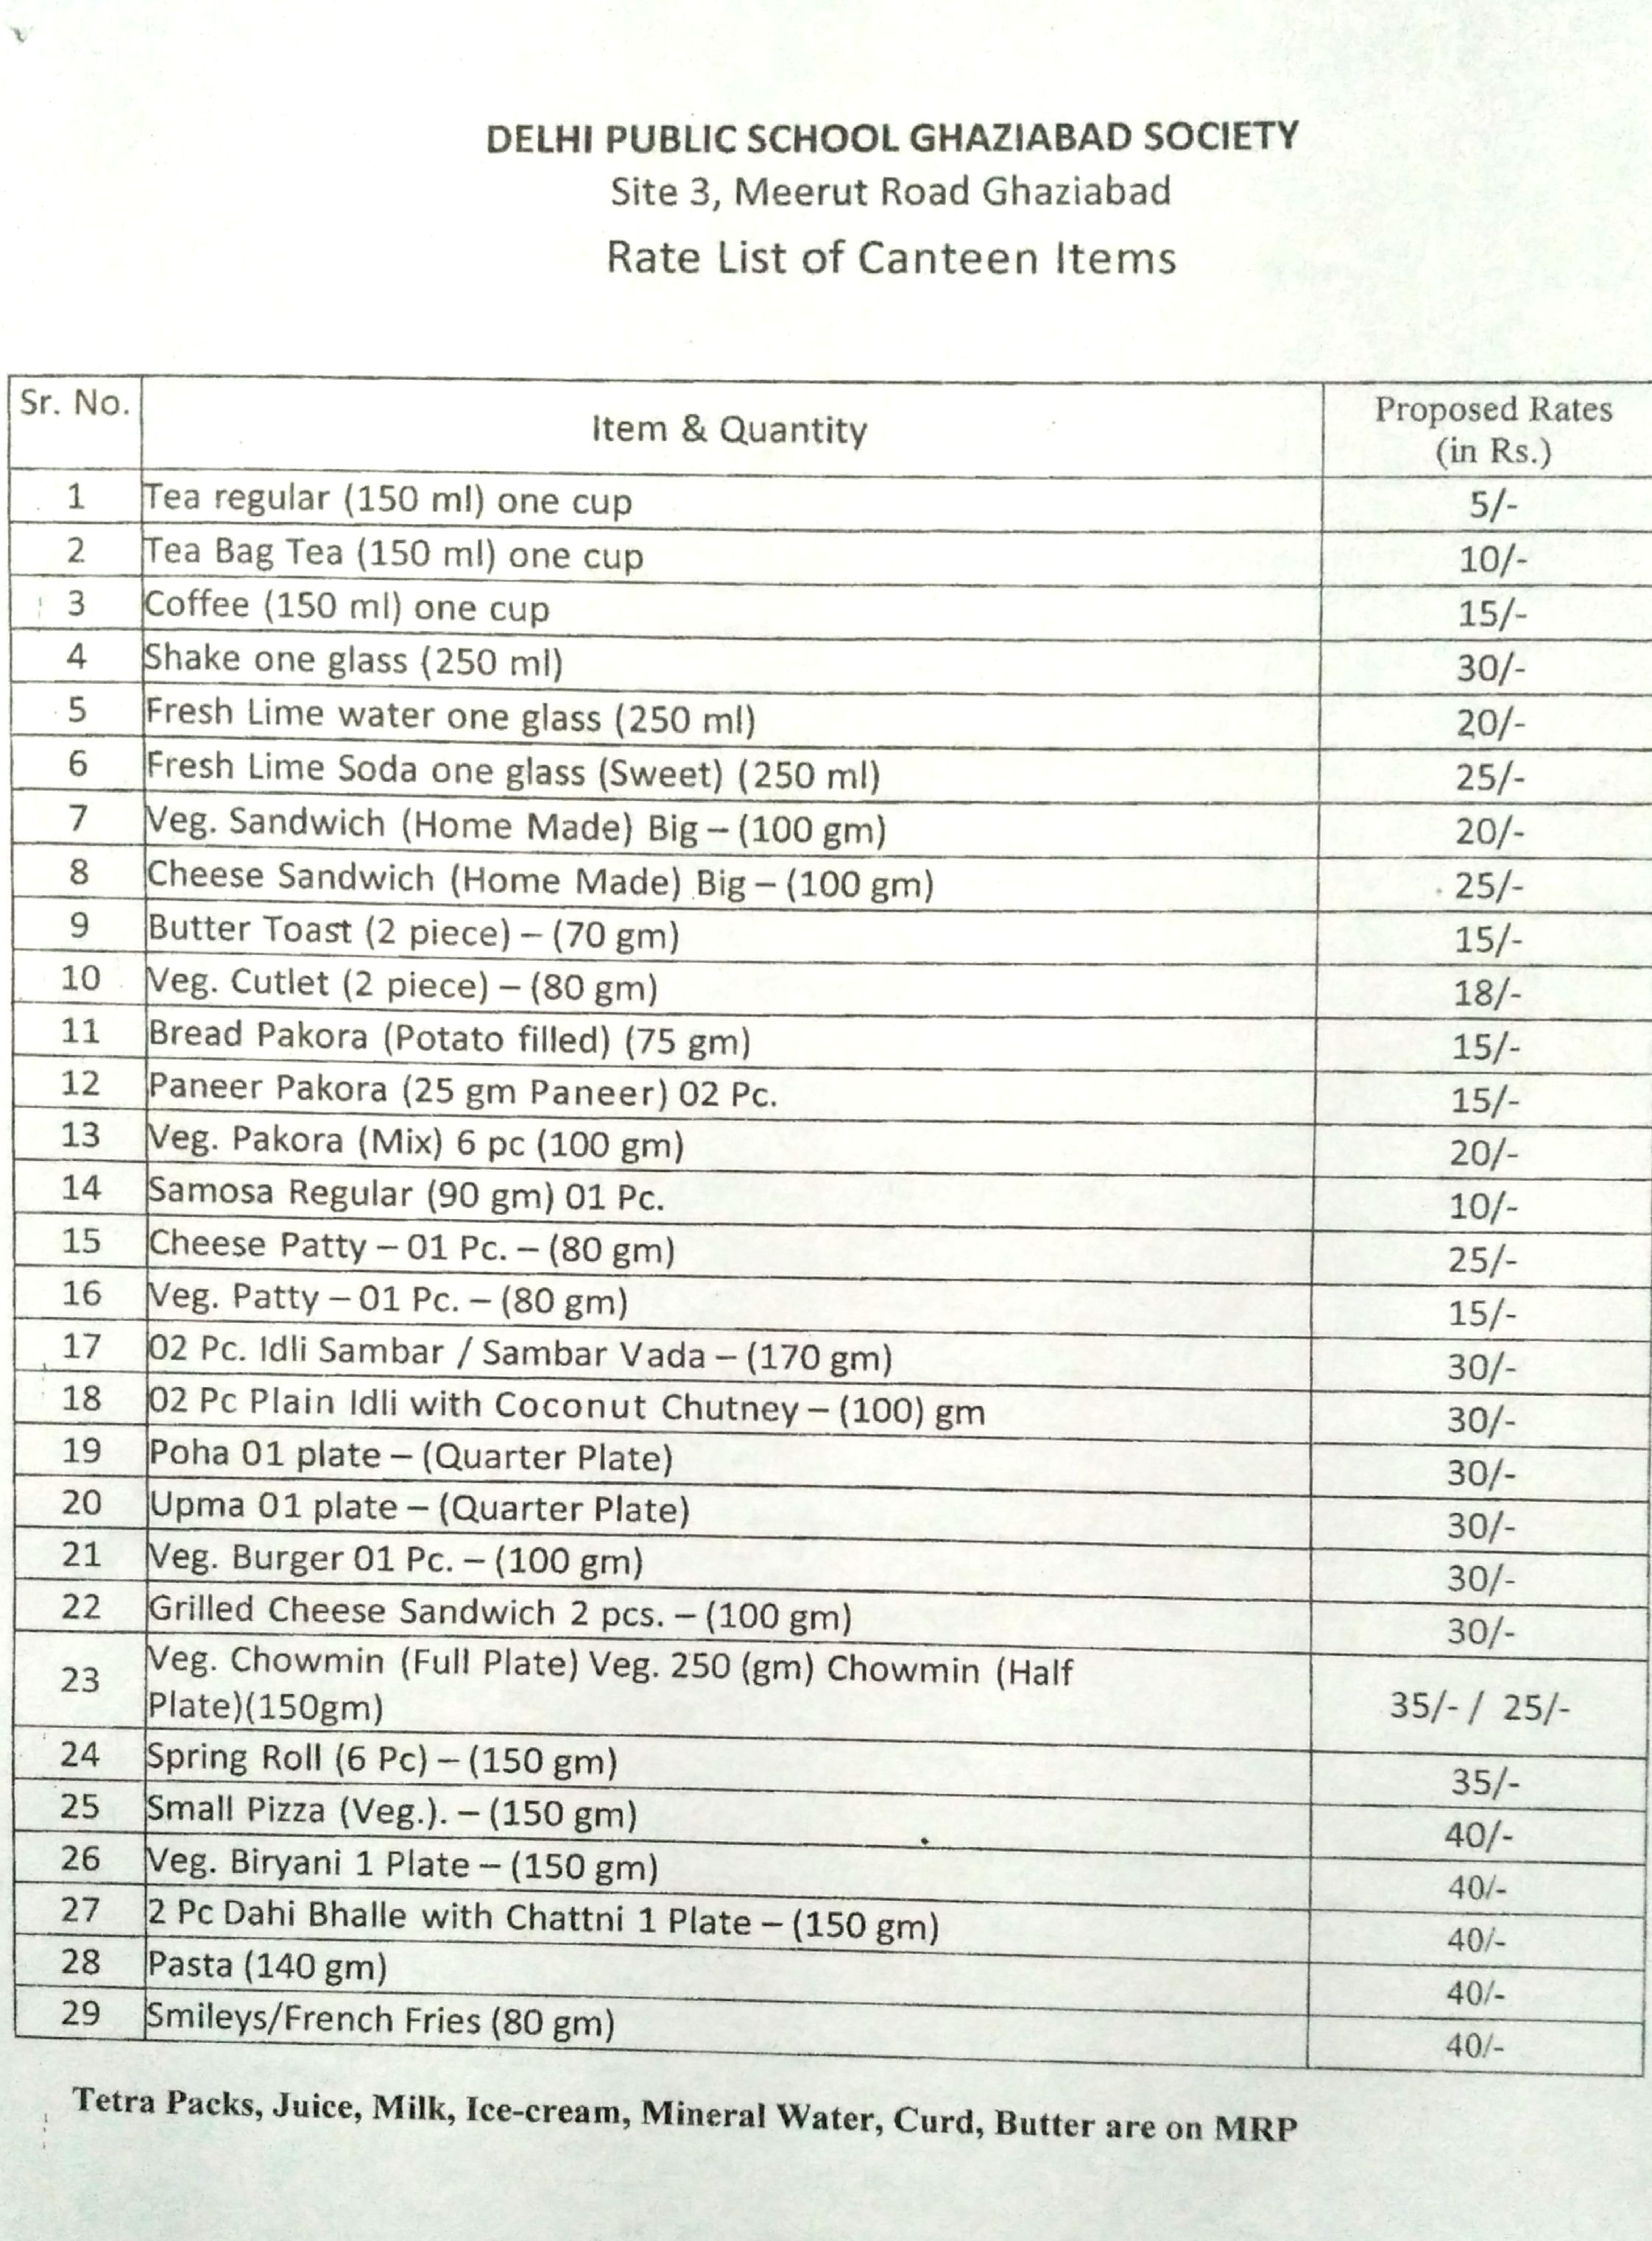 DELHI PUBLIC SCHOOL GHAZIABAD SOCIETY
Site 3, Meerut Road Ghaziabad
Rate List of Canteen Items
Sr. No. Item & Quantity Proposed Rates (in Rs.)
1 Tea regular (150 ml) one cup 5/-
2 Tea Bag Tea (150 ml) one cup 10/-
3 Coffee (150 ml) one cup 15/-
4 Shake one glass (250 ml) 30/-
5 Fresh Lime water one glass (250 ml) 20/-
6 Fresh Lime Soda one glass (Sweet) (250 ml) 25/-
7 Veg. Sandwich (Home Made) Big – (100 gm) 20/-
8 Cheese Sandwich (Home Made) Big – (100 gm) 25/-
9 Butter Toast (2 piece) – (70 gm) 15/-
10 Veg. Cutlet (2 piece) – (80 gm) 18/-
11 Bread Pakora (Potato filled) (75 gm) 15/-
12 Paneer Pakora (25 gm Paneer) 02 Pc. 15/-
13 Veg. Pakora (Mix) 6 pc (100 gm) 20/-
14 Samosa Regular (90 gm) 01 Pc. 10/-
15 Cheese Patty – 01 Pc. – (80 gm) 25/-
16 Veg. Patty – 01 Pc. – (80 gm) 15/-
17 02 Pc. Idli Sambar / Sambar Vada – (170 gm) 30/-
18 02 Pc Plain Idli with Coconut Chutney – (100) gm 30/-
19 Poha 01 plate – (Quarter Plate) 30/-
20 Upma 01 plate – (Quarter Plate) 30/-
21 Veg. Burger 01 Pc. – (100 gm) 30/-
22 Grilled Cheese Sandwich 2 pcs. – (100 gm) 30/-
23 Veg. Chowmin (Full Plate) Veg. 250 (gm) Chowmin (Half
Plate)(150gm) 35/- / 25/-
24 Spring Roll (6 Pc) – (150 gm) 35/-
25 Small Pizza (Veg.). – (150 gm) 40/-
26 Veg. Biryani 1 Plate – (150 gm) 40/-
27 2 Pc Dahi Bhalle with Chattni 1 Plate – (150 gm) 40/-
28 Pasta (140 gm) 40/-
29 Smileys/French Fries (80 gm) 40/-
Tetra Packs, Juice, Milk, Ice-cream, Mineral Water, Curd, Butter are on MRP